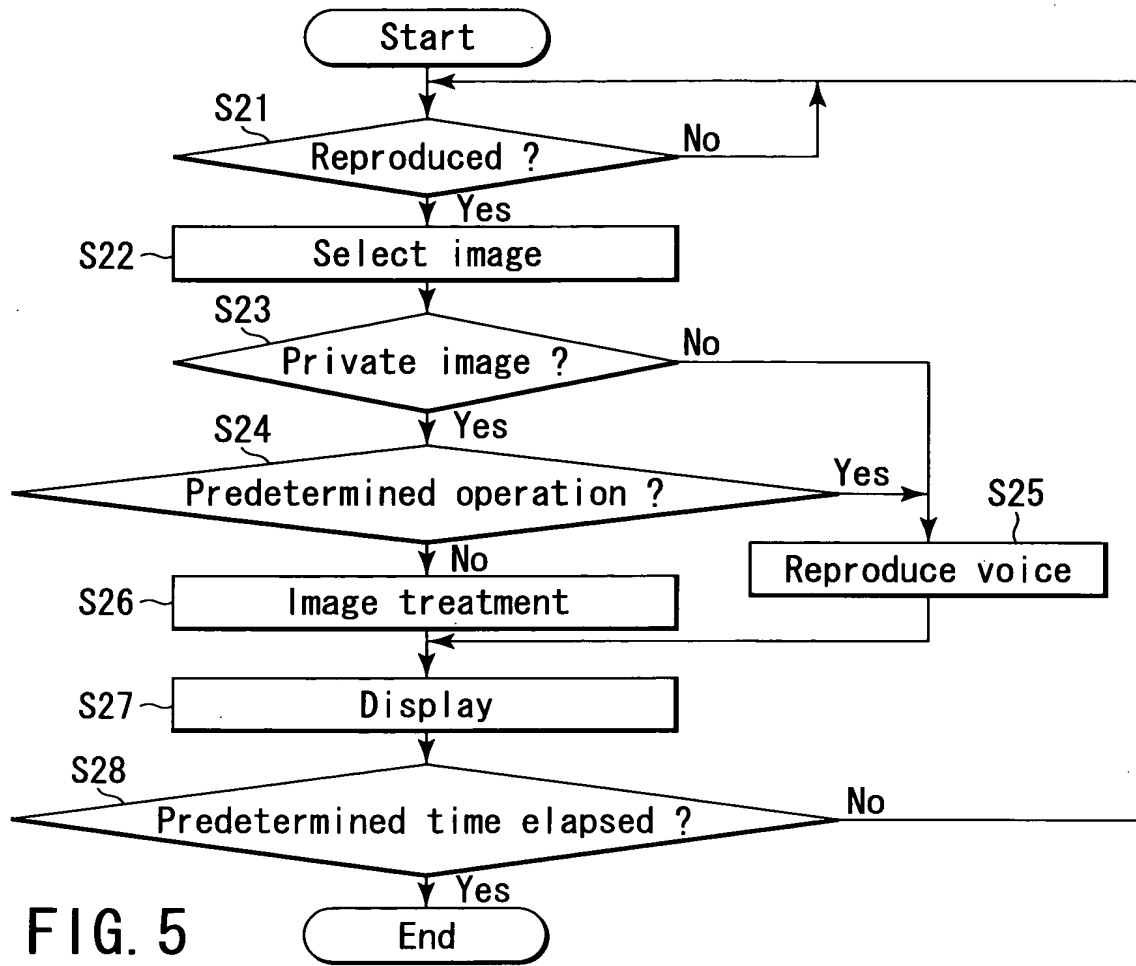 Start
S21
Reproduced ?
No
Yes
S22
Select image
S23
Private image ?
No
Yes
S24
Predetermined operation ?
Yes
S25
No
Reproduce voice
S26
Image treatment
S27
Display
S28
Predetermined time elapsed ?
No
Yes
End
FIG. 5